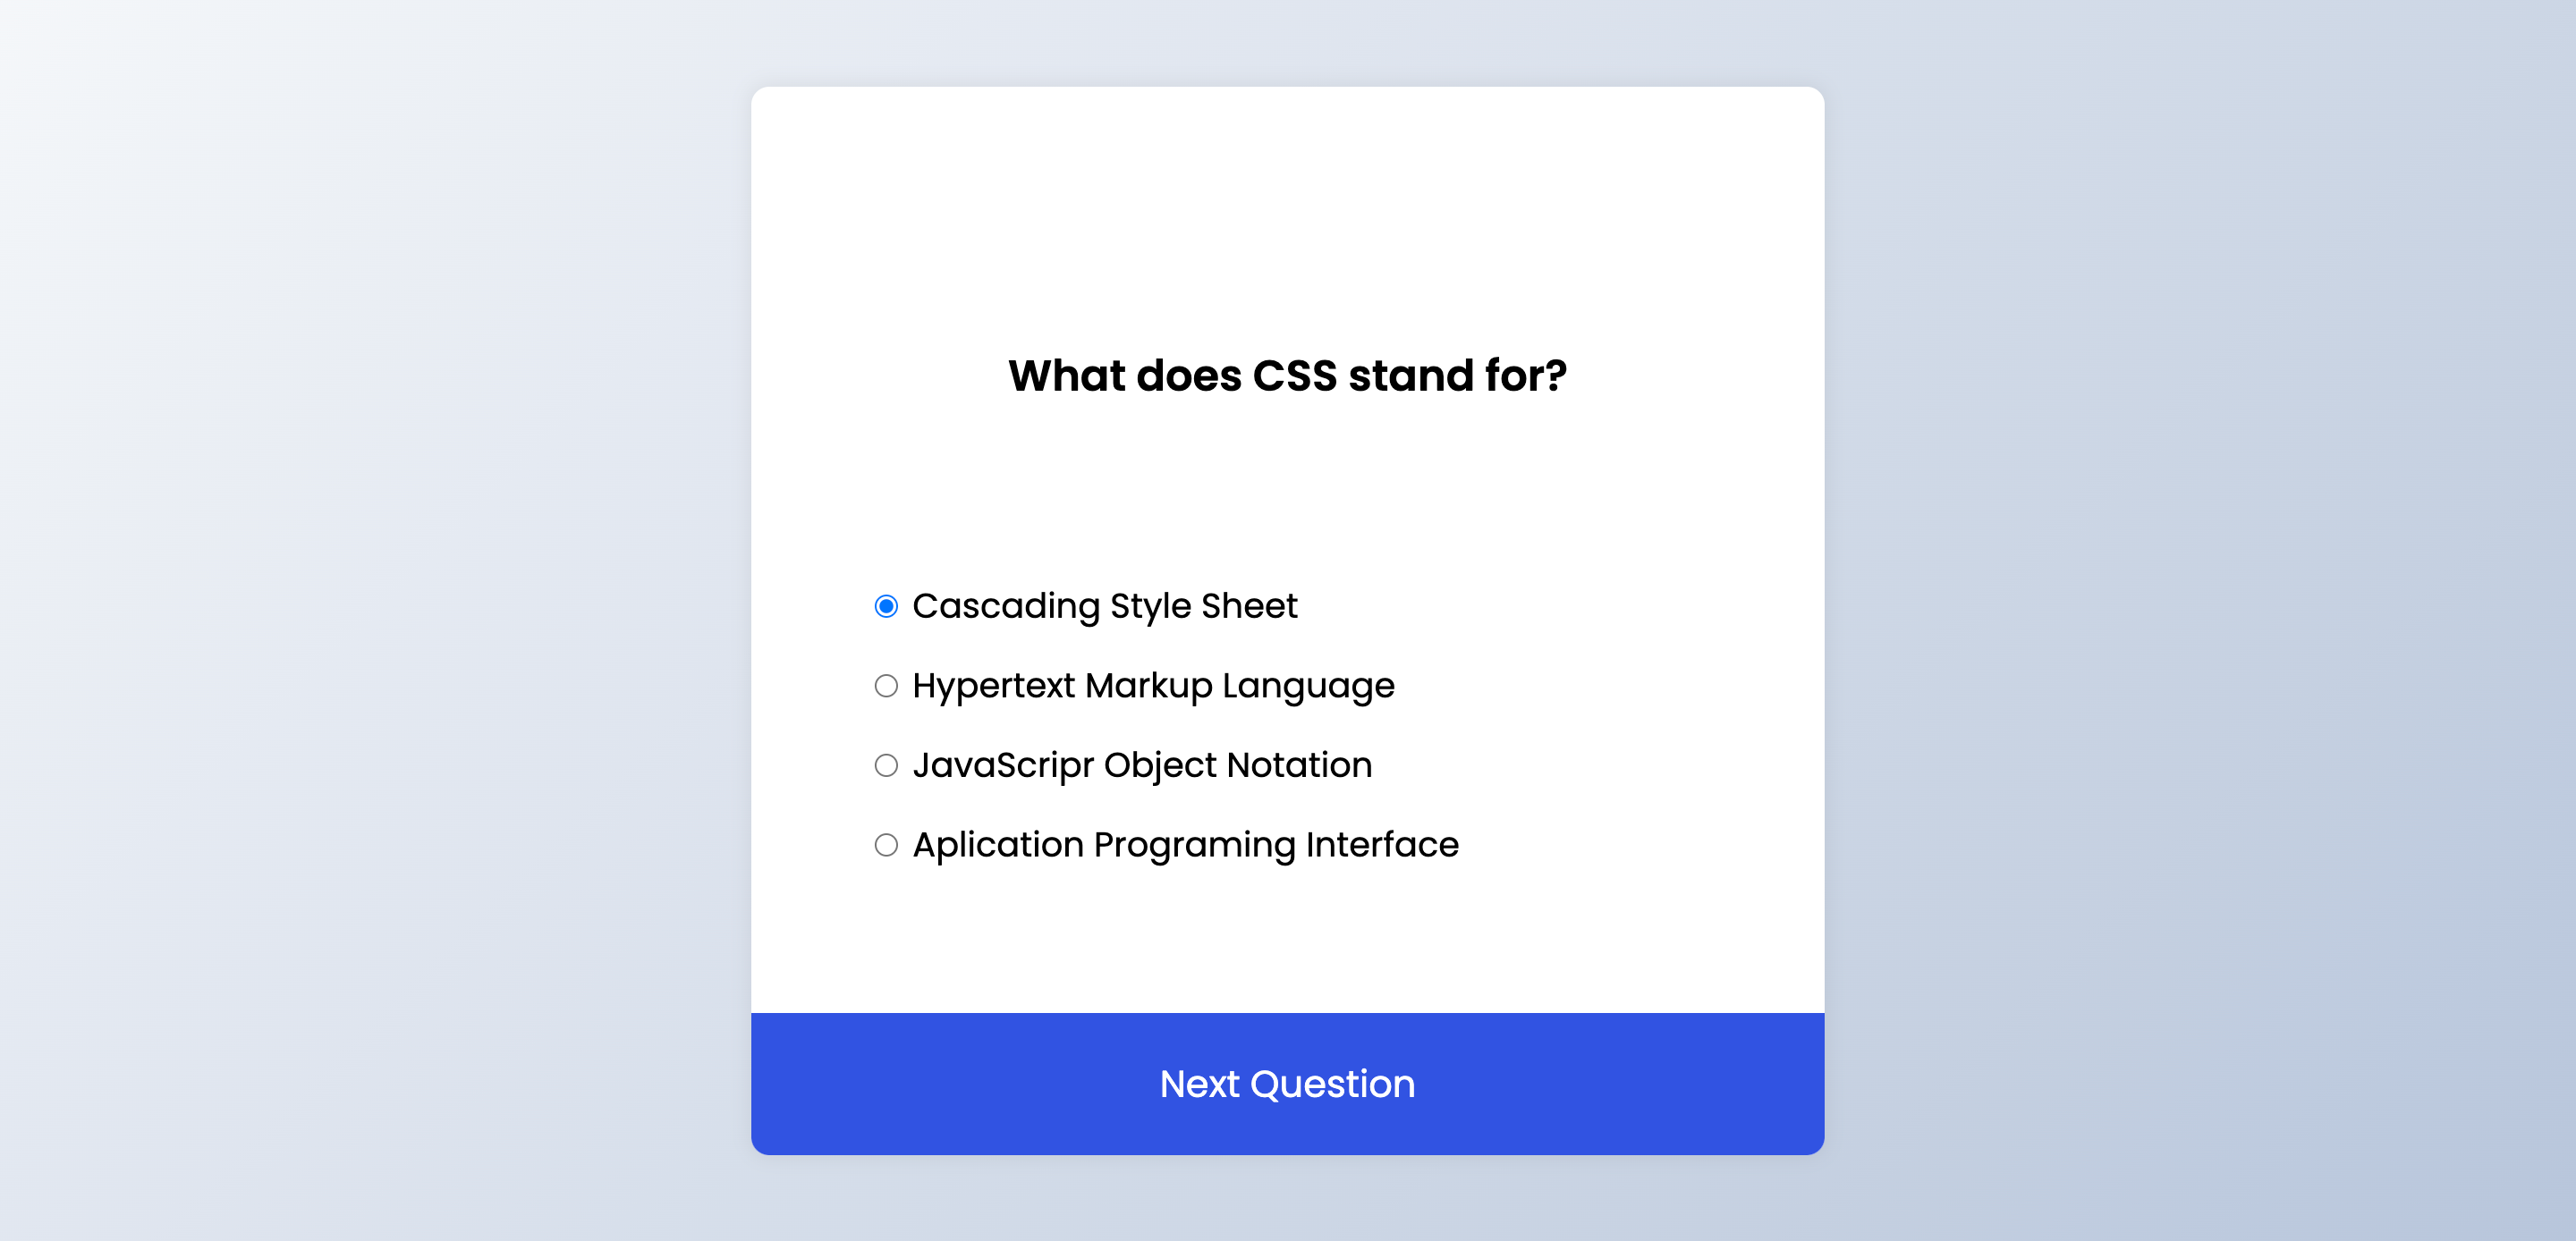 What does CSS stand for?
Cascading Style Sheet
Hypertext Markup Language
JavaScripr Object Notation
Aplication Programing Interface
Next Question